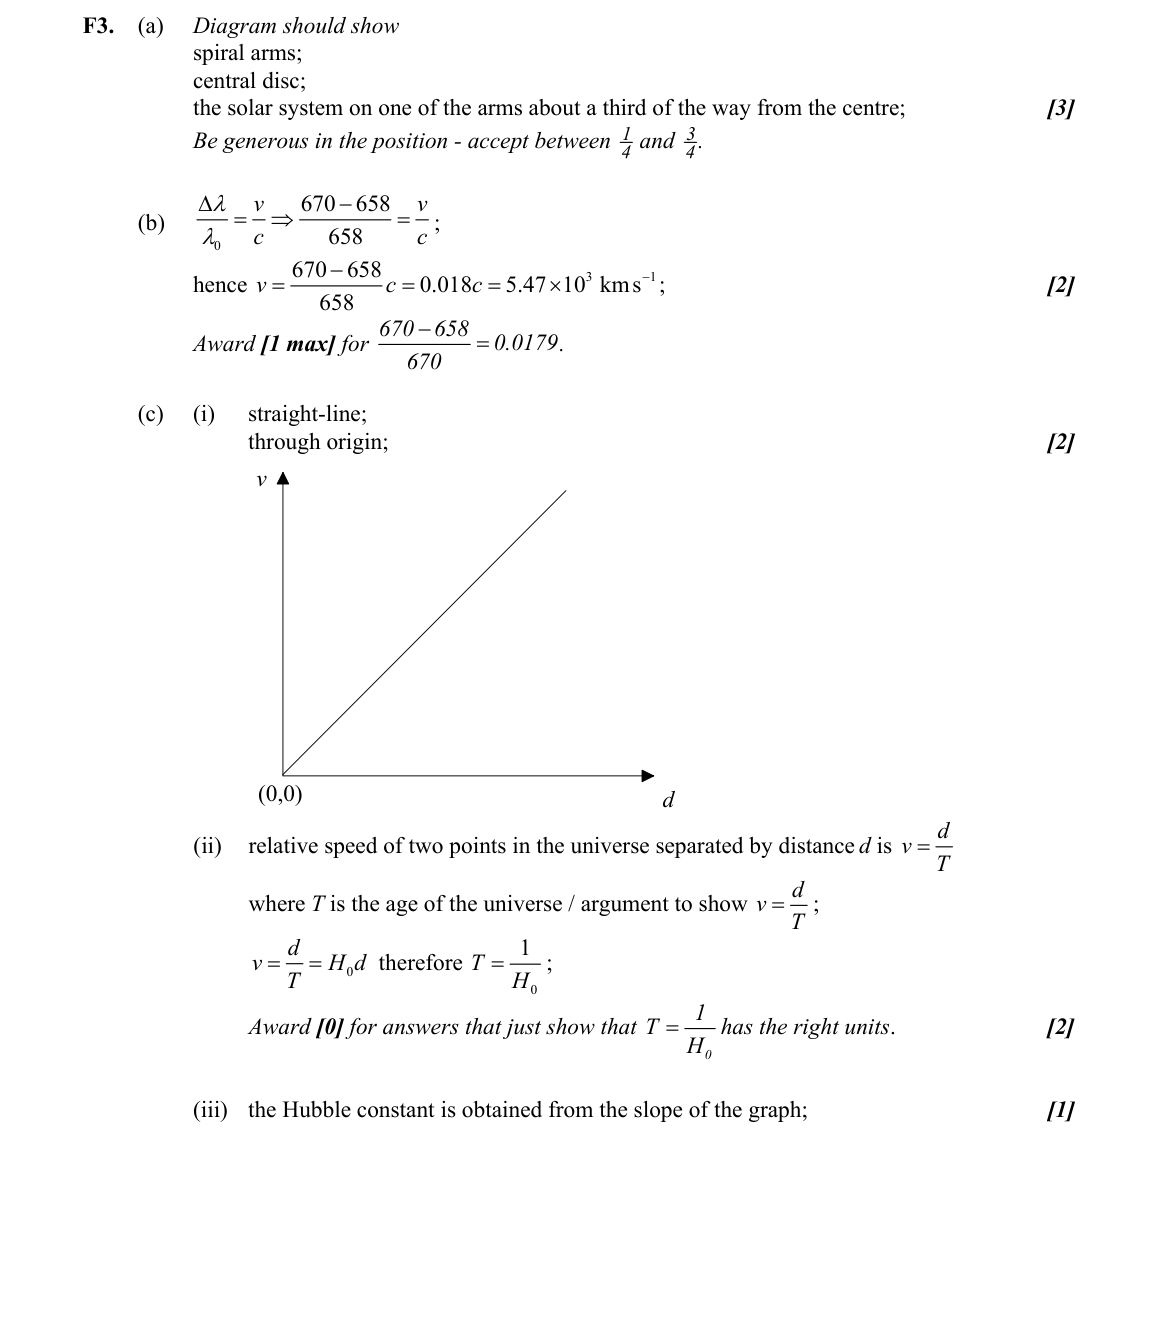 F3. (a) Diagram should show
spiral arms;
central disc;
the solar system on one of the arms about a third of the way from the centre; [3]
Be generous in the position - accept between 1/4 and 3/4.
(b) Δλ/λ₀ = v/c ⇒ (670 – 658)/658 = v/c ;
hence v = (670 – 658)/658 c = 0.018c = 5.47 × 10³ km s⁻¹ ; [2]
Award [1 max] for (670 – 658)/670 = 0.0179.
(c) (i) straight-line;
through origin; [2]
v
(0,0)
d
(ii) relative speed of two points in the universe separated by distance d is v = d/T
where T is the age of the universe / argument to show v = d/T ;
v = d/T = H₀d therefore T = 1/H₀ ;
Award [0] for answers that just show that T = 1/H₀ has the right units. [2]
(iii) the Hubble constant is obtained from the slope of the graph; [1]